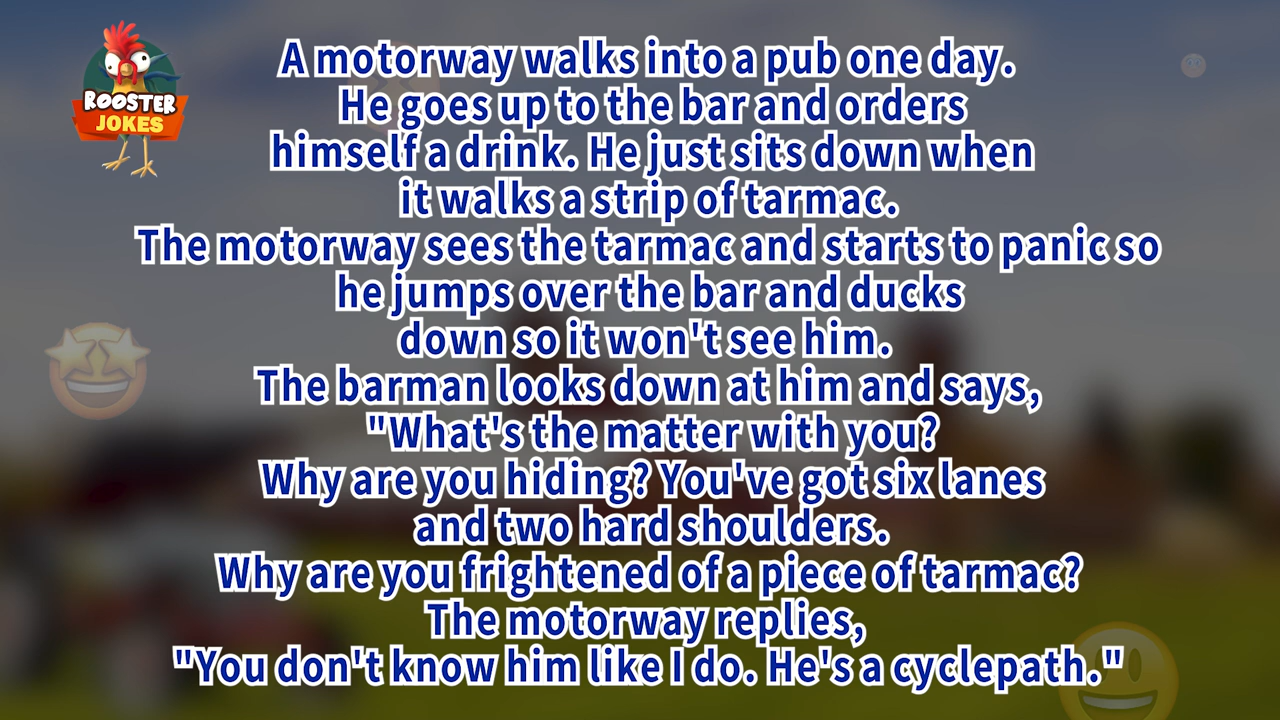 ROOSTER
JOKES
A motorway walks into a pub one day.
He goes up to the bar and orders
himself a drink. He just sits down when
it walks a strip of tarmac.
The motorway sees the tarmac and starts to panic so
he jumps over the bar and ducks
down so it won't see him.
The barman looks down at him and says,
"What's the matter with you?
Why are you hiding? You've got six lanes
and two hard shoulders.
Why are you frightened of a piece of tarmac?
The motorway replies,
"You don't know him like I do. He's a cyclepath."